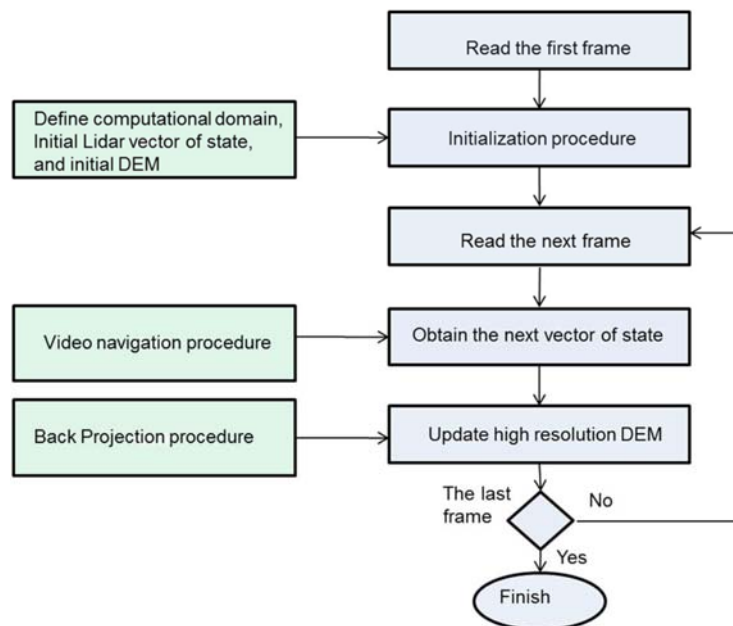 Read the first frame
Define computational domain,
Initial Lidar vector of state,
and initial DEM
Initialization procedure
Read the next frame
Video navigation procedure
Obtain the next vector of state
Back Projection procedure
Update high resolution DEM
The last
frame
No
Yes
Finish